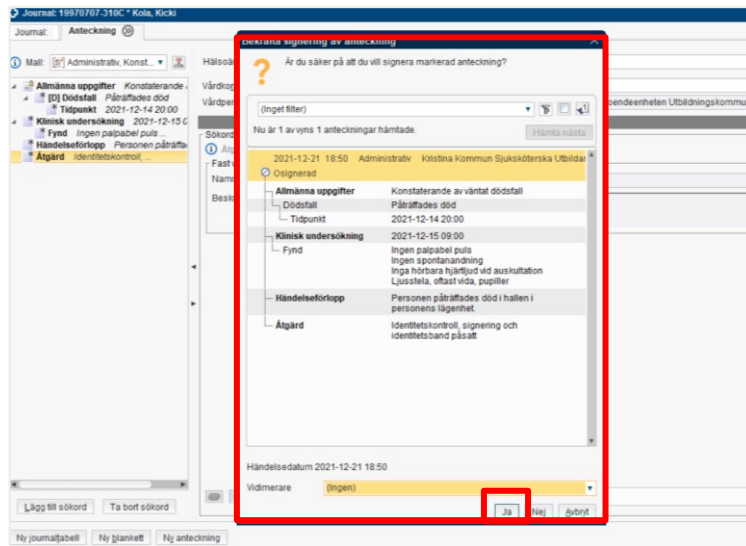 Journal: 19970707-310C * Kola, Kicki
Journal:
Anteckning
Mall:
Administrativ, Konst...
Allmänna uppgifter Konstaterande
[D] Dödsfall Påträffades död
Tidpunkt 2021-12-14 20:00
Klinisk undersökning 2021-12-15 0
Fynd Ingen palpabel puls ...
Händelseförlopp Personen påträffa
Åtgärd Identitetskontroll, ...
Lägg till sökord
Ta bort sökord
Ny journaltabell
Ny blankett
Ny anteckning
Vårdko
Vårdper
Sökord
Fast v
Namn
Bekräfta signering av anteckning
Är du säker på att du vill signera markerad anteckning?
(Inget filter)
Nu är 1 av vyns 1 anteckningar hämtade.
Hämta nästa
2021-12-21 18:50 Administrativ Kristina Kommun Sjuksköterska Utbildar
Osignerad
Allmänna uppgifter Konstaterande av väntat dödsfall
Dödsfall Påträffades död
Tidpunkt 2021-12-14 20:00
Klinisk undersökning 2021-12-15 09:00
Fynd Ingen palpabel puls
Ingen spontanandning
Inga hörbara hjärtljud vid auskultation
Ljusstela, oftast vida, pupiller
Händelseförlopp Personen påträffades död i hallen i
personens lägenhet.
Åtgärd Identitetskontroll, signering och
identitetsband påsatt
Händelsedatum 2021-12-21 18:50
Vidimerare (Ingen)
Ja
Nej
Avbryt
oendeenheten Utbildningskommu